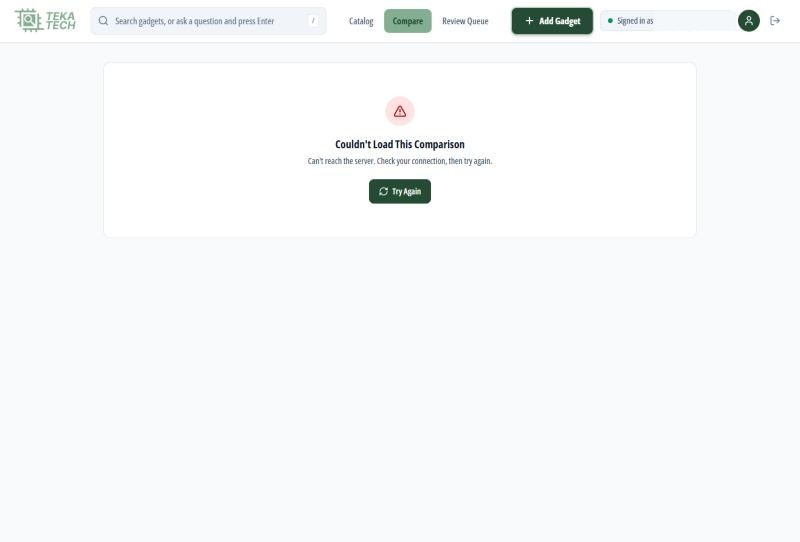 TEKA
TECH
Search gadgets, or ask a question and press Enter
/
Catalog
Compare
Review Queue
Add Gadget
Signed in as
Couldn't Load This Comparison
Can't reach the server. Check your connection, then try again.
Try Again